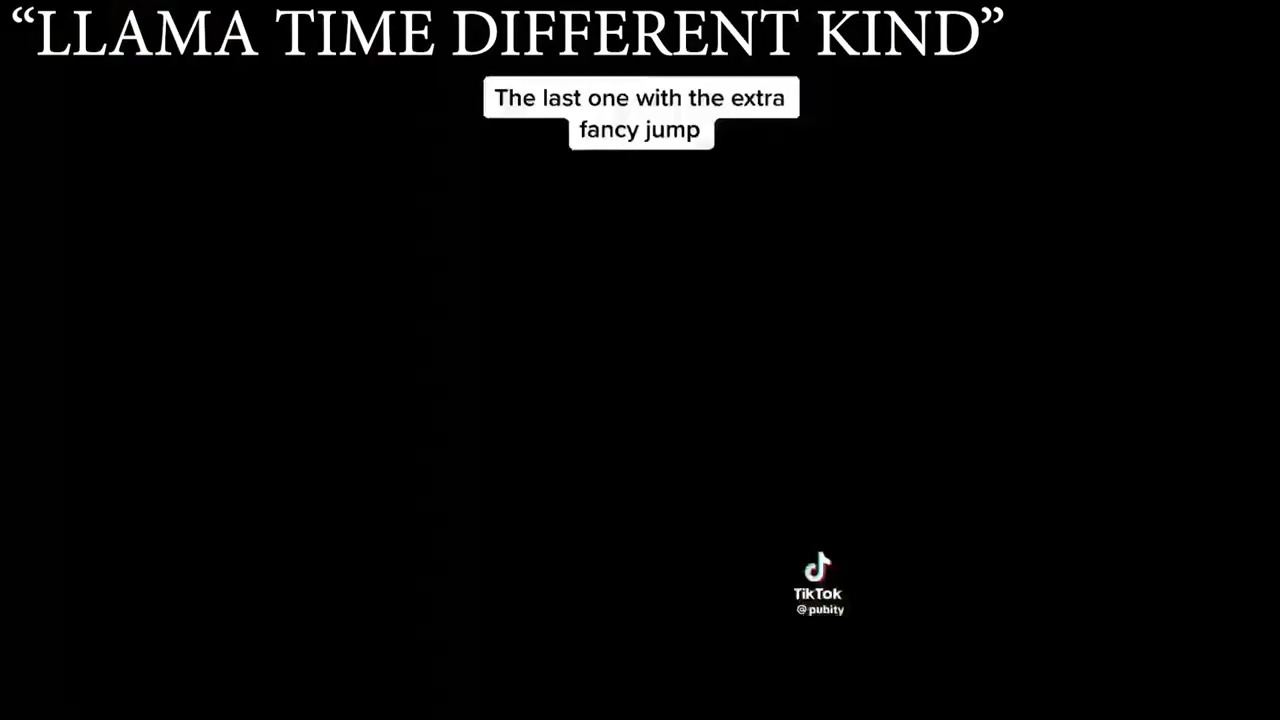 “LLAMA TIME DIFFERENT KIND”
The last one with the extra
fancy jump
TikTok
@pubity